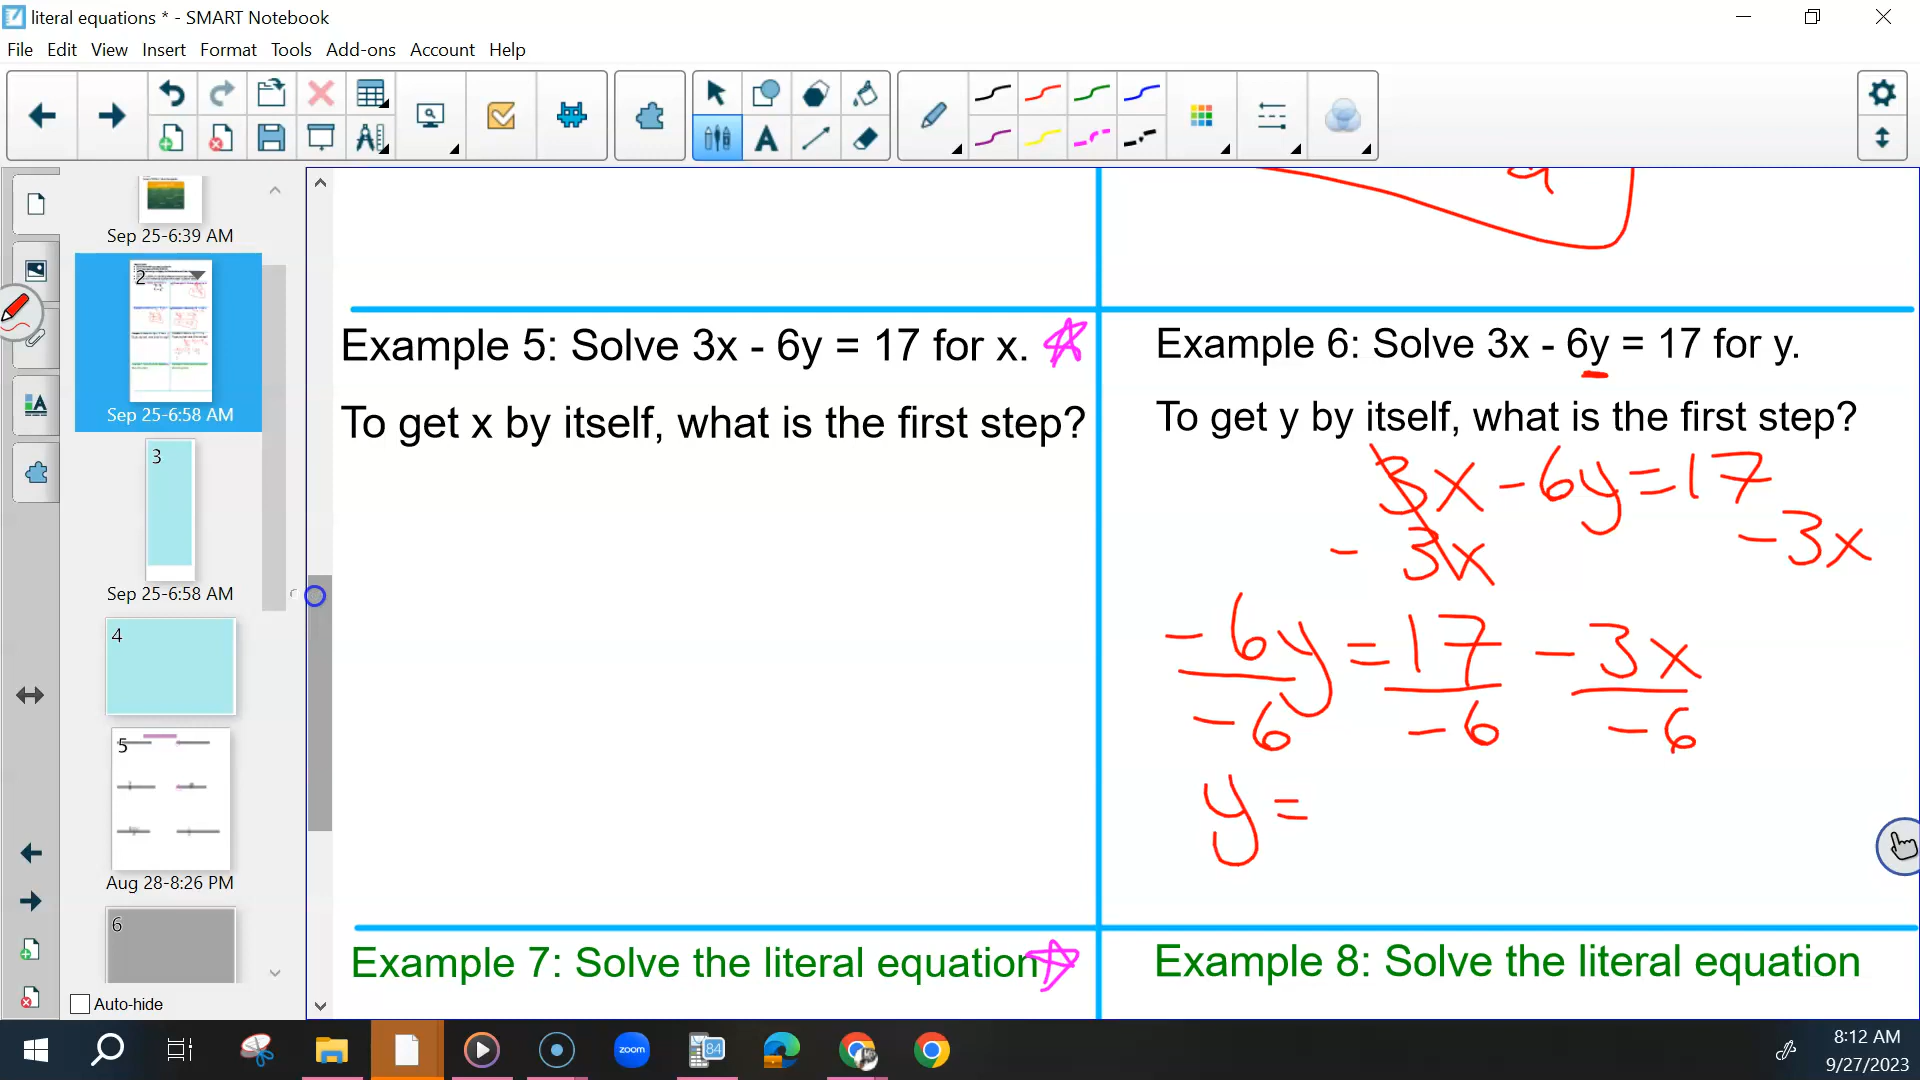 literal equations * - SMART Notebook
File Edit View Insert Format Tools Add-ons Account Help
Sep 25-6:39 AM
2
Sep 25-6:58 AM
3
Sep 25-6:58 AM
4
5
Aug 28-8:26 PM
6
Auto-hide
Example 5: Solve 3x - 6y = 17 for x.
To get x by itself, what is the first step?
Example 6: Solve 3x - 6y = 17 for y.
To get y by itself, what is the first step?
3x - 6y = 17
- 3x - 3x
-6y = 17 - 3x
-6 -6 -6
y =
Example 7: Solve the literal equation
Example 8: Solve the literal equation
zoom
84
8:12 AM
9/27/2023